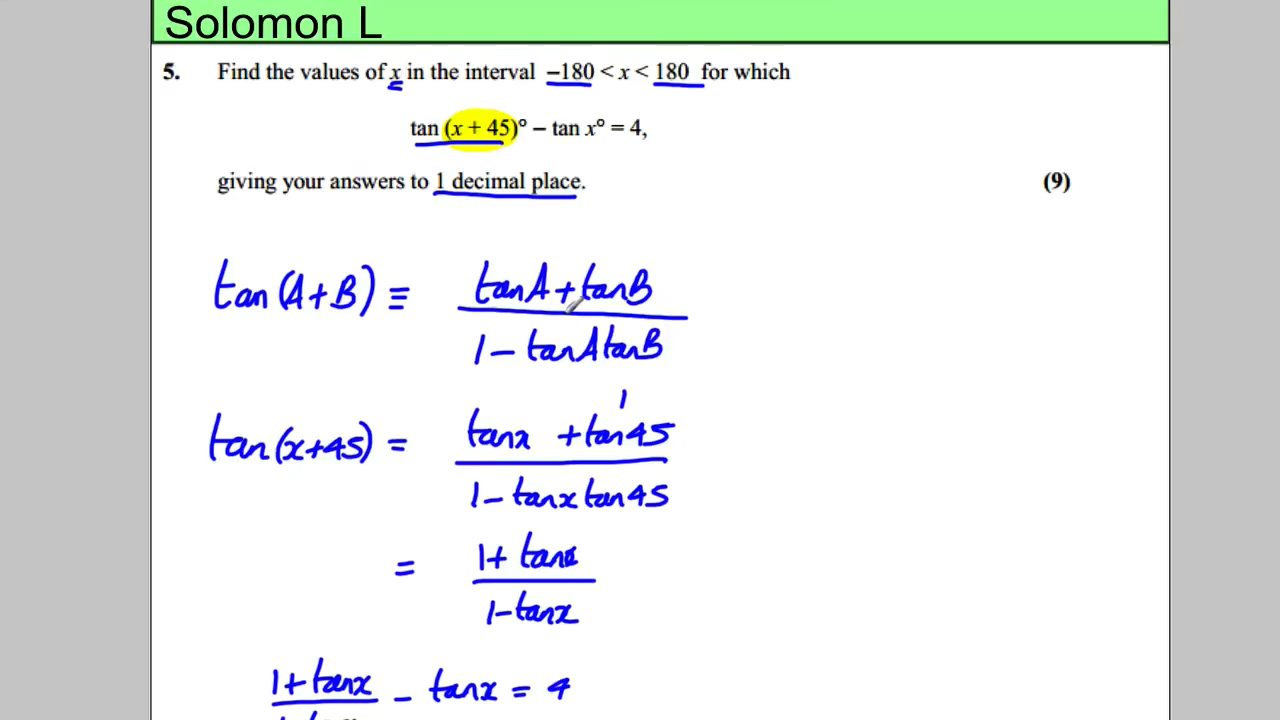 Solomon L
5. Find the values of x in the interval −180 < x < 180 for which
tan (x + 45)° − tan x° = 4,
giving your answers to 1 decimal place. (9)
tan(A+B) ≡ tanA+tanB
1 − tanAtanB
1
tan(x+45) = tanx + tan45
1 − tanx tan45
= 1 + tanx
1 − tanx
1 + tanx − tanx = 4